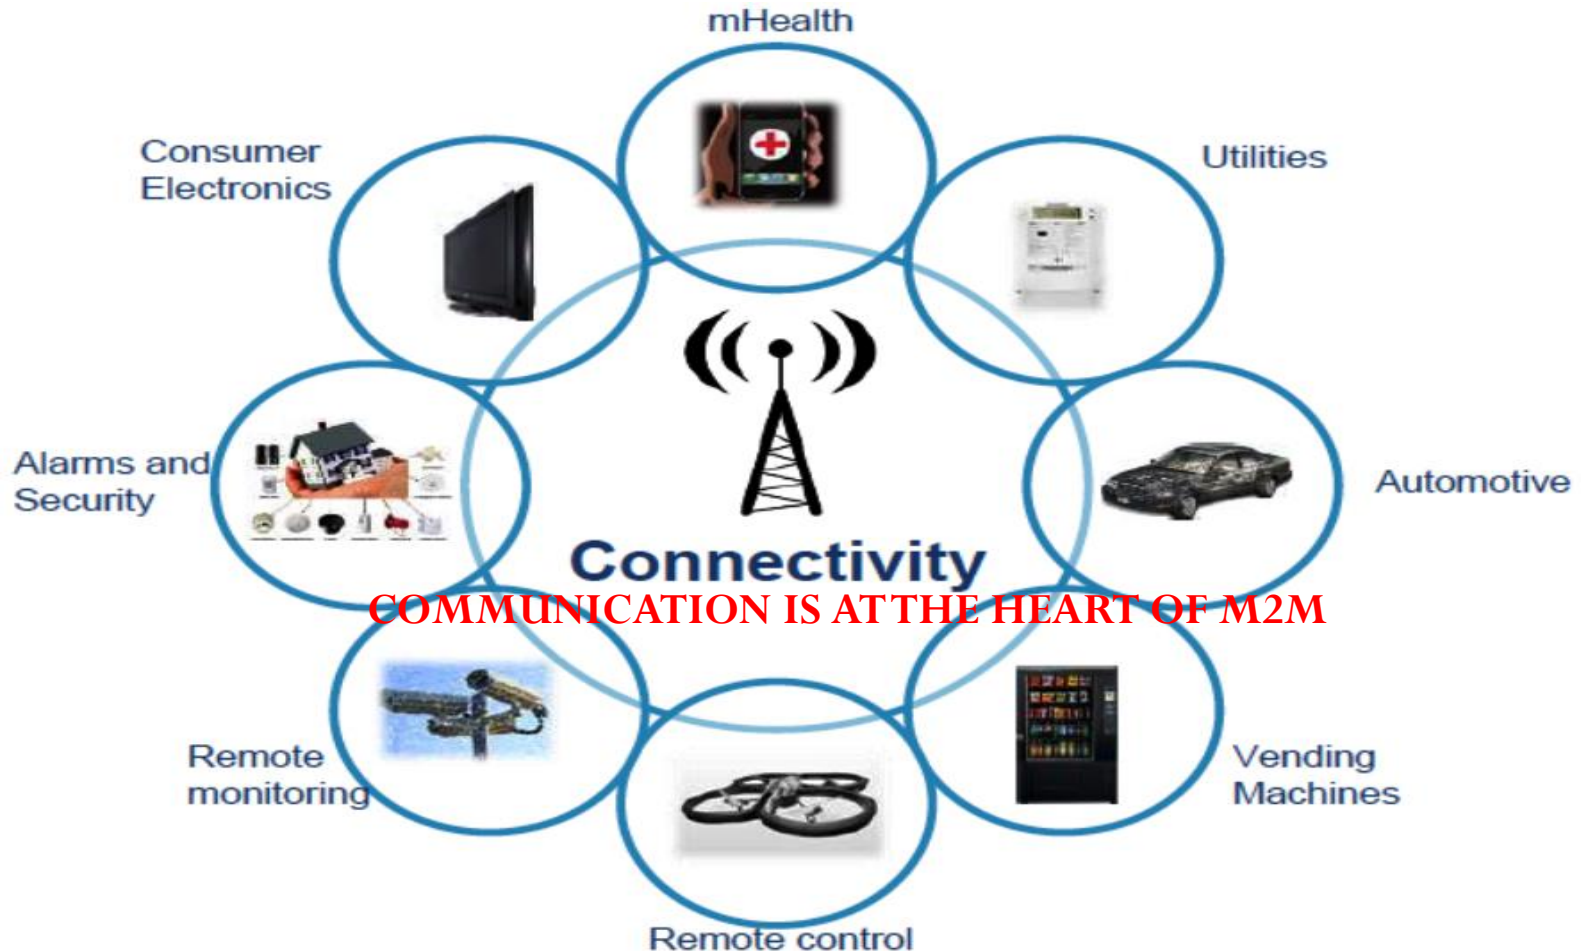 mHealth
Consumer
Electronics
Utilities
Alarms and
Security
Automotive
Connectivity
COMMUNICATION IS AT THE HEART OF M2M
Remote
monitoring
Vending
Machines
Remote control